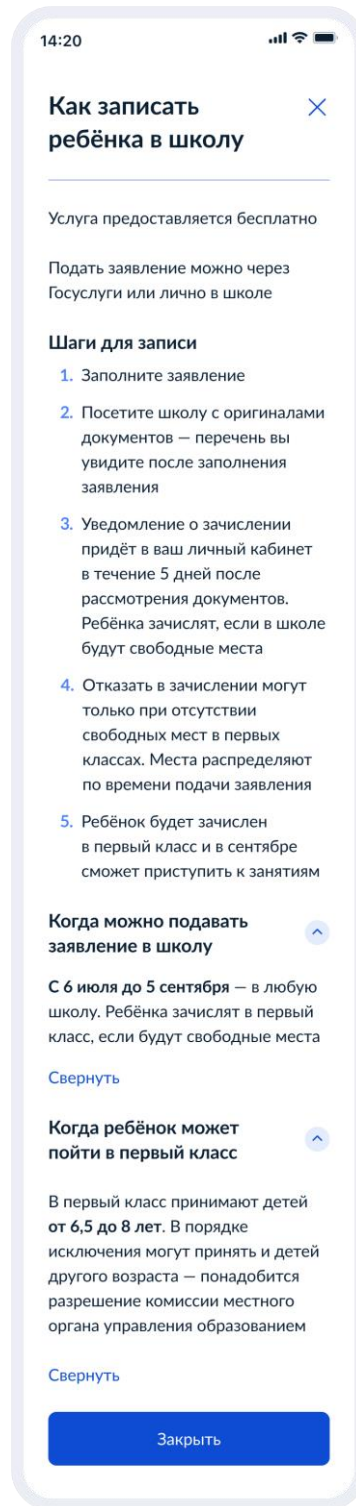 14:20
Как записать
ребёнка в школу
Услуга предоставляется бесплатно
Подать заявление можно через
Госуслуги или лично в школе
Шаги для записи
1. Заполните заявление
2. Посетите школу с оригиналами
документов — перечень вы
увидите после заполнения
заявления
3. Уведомление о зачислении
придёт в ваш личный кабинет
в течение 5 дней после
рассмотрения документов.
Ребёнка зачислят, если в школе
будут свободные места
4. Отказать в зачислении могут
только при отсутствии
свободных мест в первых
классах. Места распределяют
по времени подачи заявления
5. Ребёнок будет зачислен
в первый класс и в сентябре
сможет приступить к занятиям
Когда можно подавать
заявление в школу
С 6 июля до 5 сентября — в любую
школу. Ребёнка зачислят в первый
класс, если будут свободные места
Свернуть
Когда ребёнок может
пойти в первый класс
В первый класс принимают детей
от 6,5 до 8 лет. В порядке
исключения могут принять и детей
другого возраста — понадобится
разрешение комиссии местного
органа управления образованием
Свернуть
Закрыть